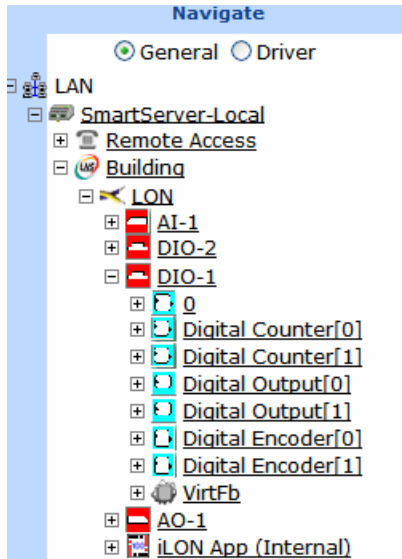 Navigate
General Driver
LAN
SmartServer-Local
Remote Access
Building
LON
AI-1
DIO-2
DIO-1
0
Digital Counter[0]
Digital Counter[1]
Digital Output[0]
Digital Output[1]
Digital Encoder[0]
Digital Encoder[1]
VirtFb
AO-1
iLON App (Internal)